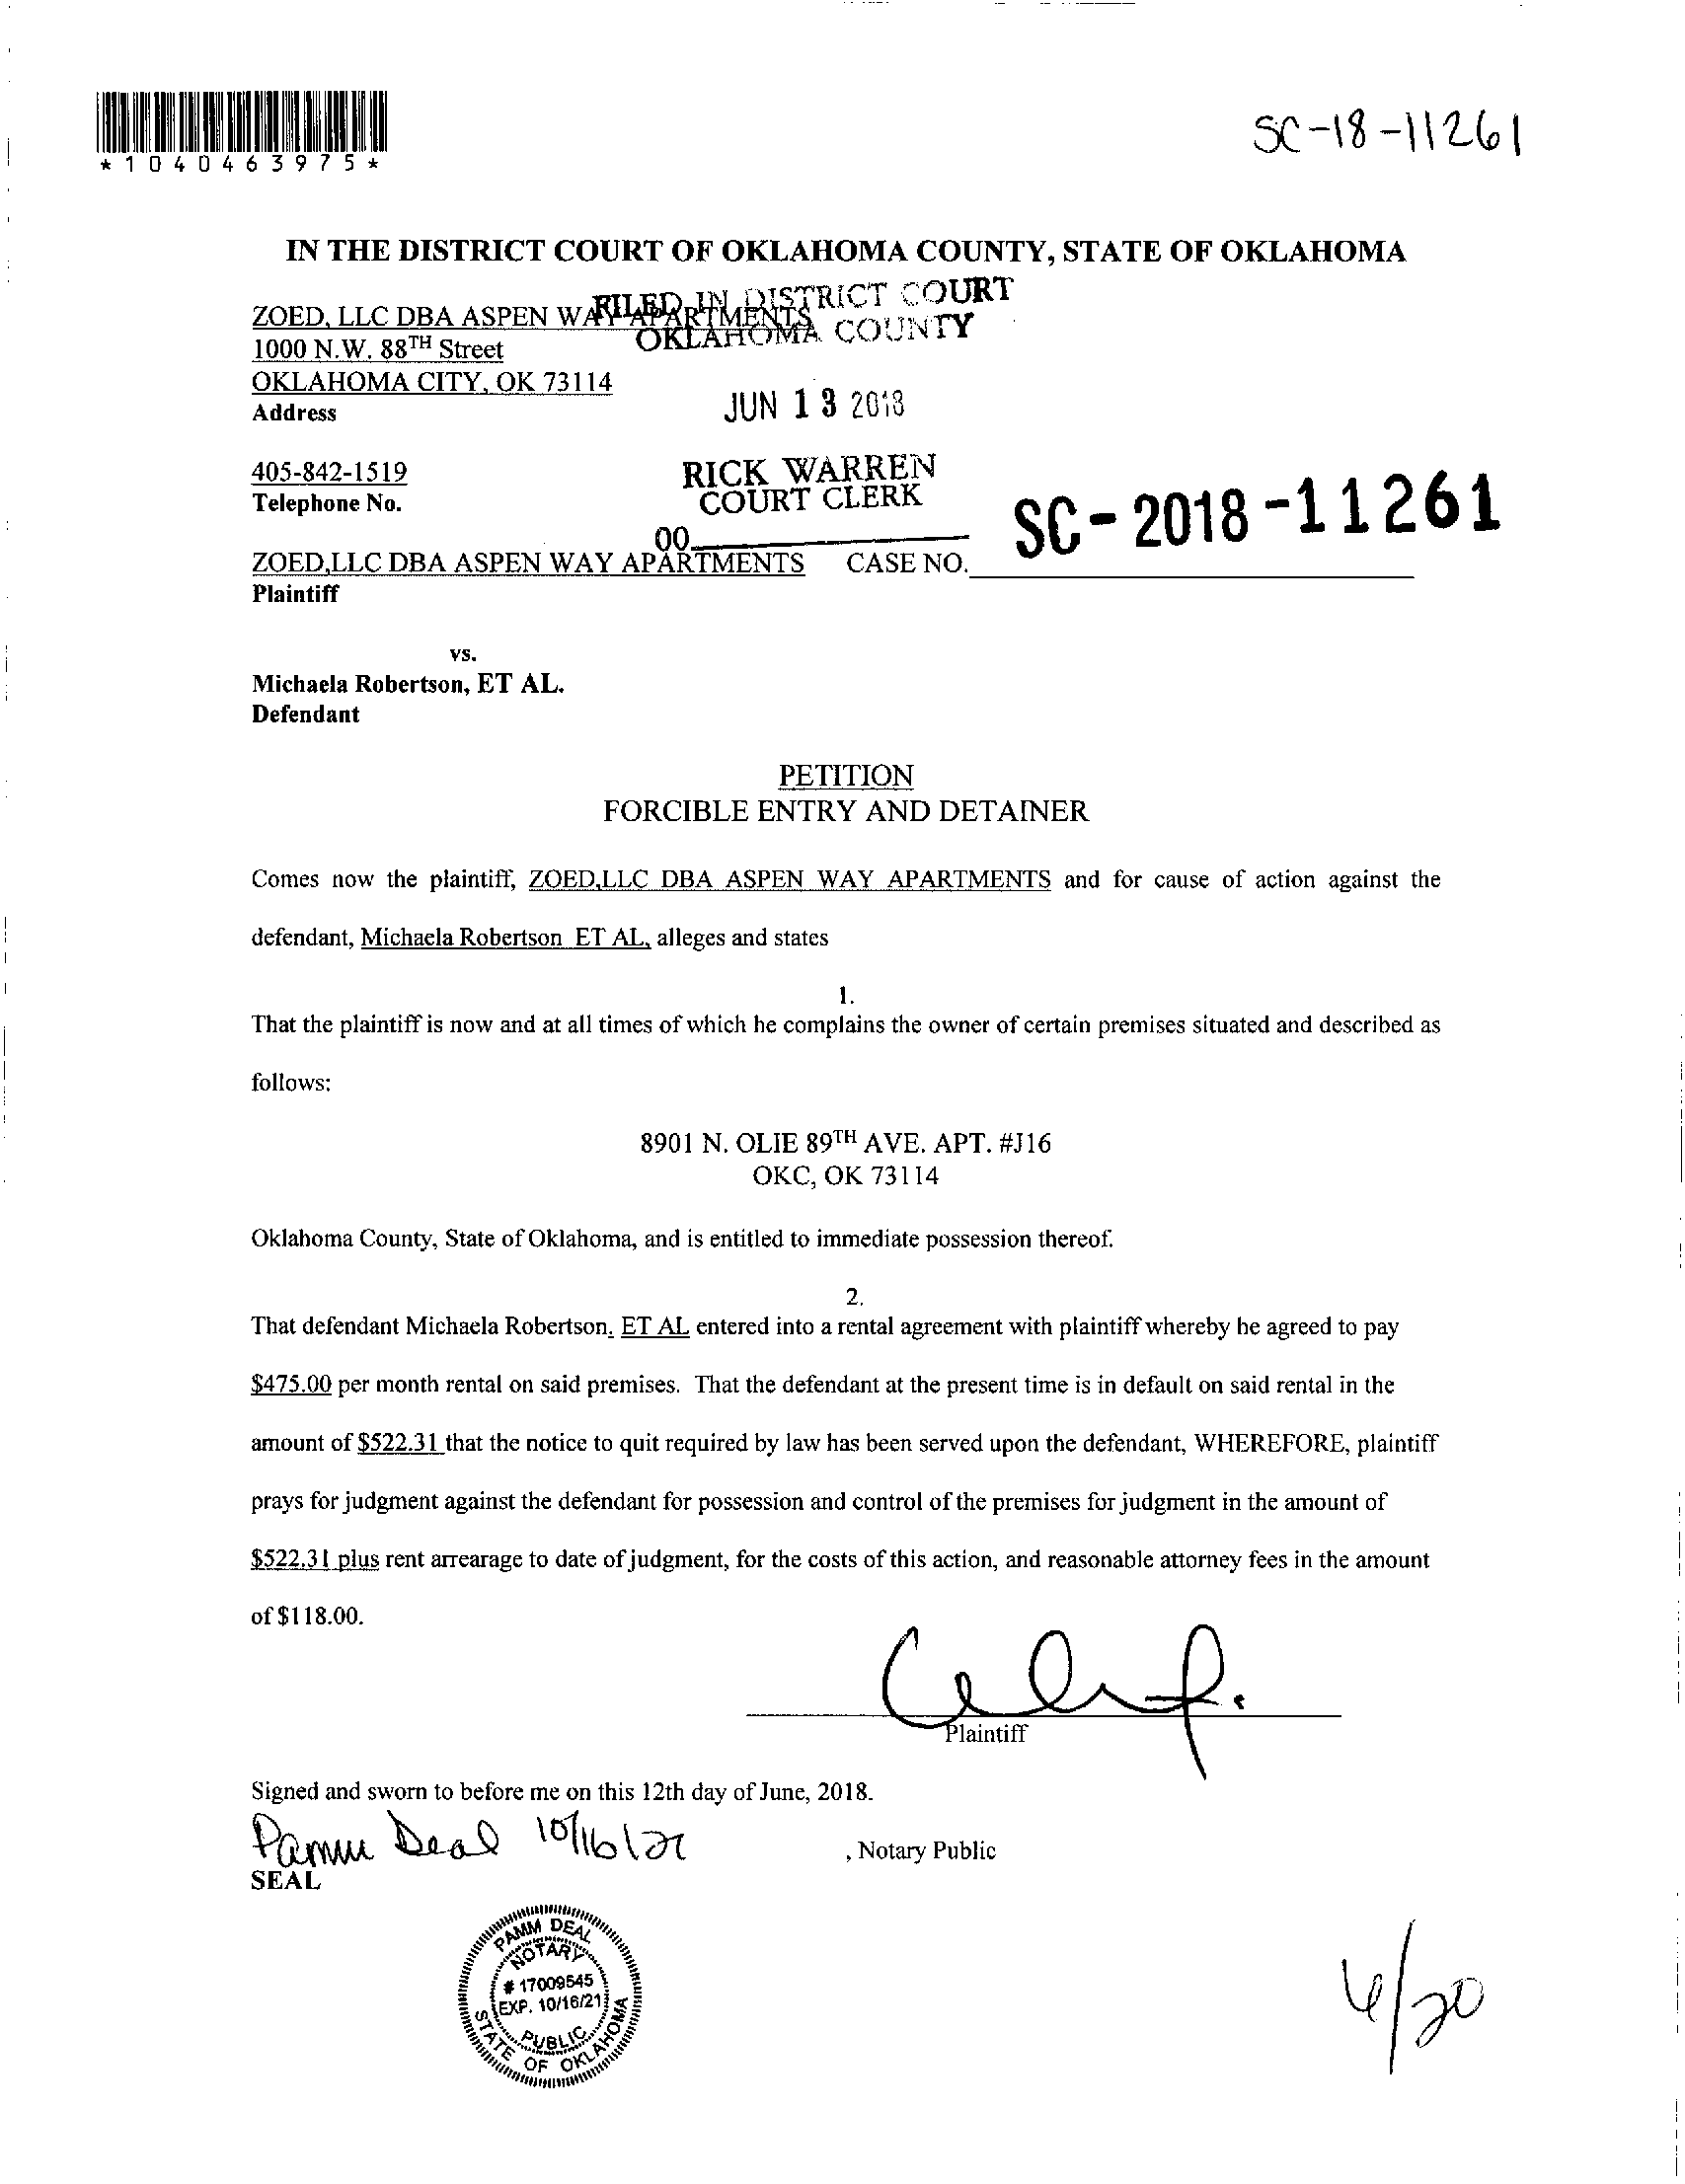 *1040463975*
SC-18-11261
IN THE DISTRICT COURT OF OKLAHOMA COUNTY, STATE OF OKLAHOMA
FILED IN DISTRICT COURT
OKLAHOMA COUNTY
ZOED, LLC DBA ASPEN WAY APARTMENTS
1000 N.W. 88TH Street
OKLAHOMA CITY, OK 73114
Address
JUN 13 2018
405-842-1519
Telephone No.
RICK WARREN
COURT CLERK
00
SC-2018-11261
ZOED,LLC DBA ASPEN WAY APARTMENTS CASE NO.
Plaintiff
vs.
Michaela Robertson, ET AL.
Defendant
PETITION
FORCIBLE ENTRY AND DETAINER
Comes now the plaintiff, ZOED,LLC DBA ASPEN WAY APARTMENTS and for cause of action against the
defendant, Michaela Robertson ET AL, alleges and states
1.
That the plaintiff is now and at all times of which he complains the owner of certain premises situated and described as
follows:
8901 N. OLIE 89TH AVE. APT. #J16
OKC, OK 73114
Oklahoma County, State of Oklahoma, and is entitled to immediate possession thereof.
2.
That defendant Michaela Robertson, ET AL entered into a rental agreement with plaintiff whereby he agreed to pay
$475.00 per month rental on said premises. That the defendant at the present time is in default on said rental in the
amount of $522.31 that the notice to quit required by law has been served upon the defendant, WHEREFORE, plaintiff
prays for judgment against the defendant for possession and control of the premises for judgment in the amount of
$522.31 plus rent arrearage to date of judgment, for the costs of this action, and reasonable attorney fees in the amount
of $118.00.
Plaintiff
Signed and sworn to before me on this 12th day of June, 2018.
Pamm Deal 10/16/21 , Notary Public
SEAL
PAMM DEAL
NOTARY
# 17009545
EXP. 10/16/21
PUBLIC
STATE OF OKLAHOMA
6/20